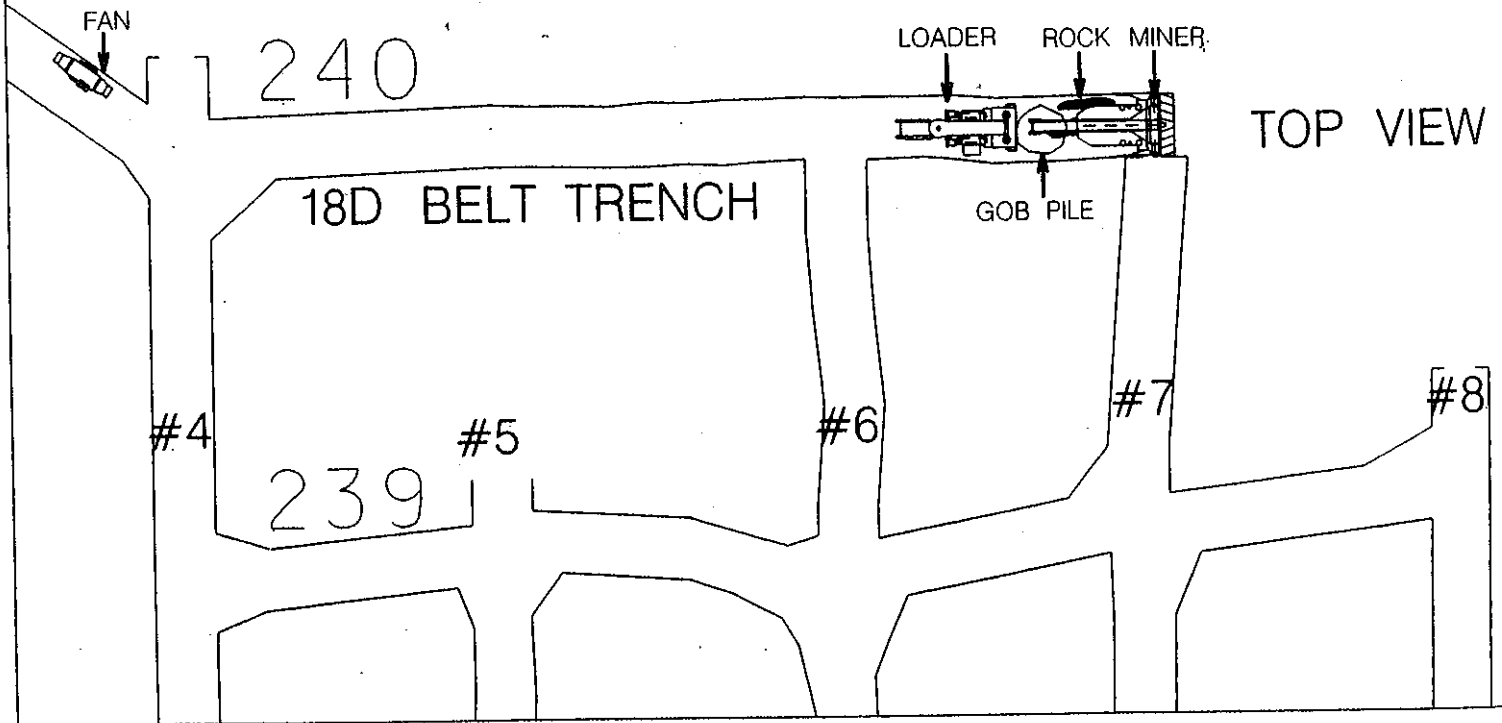 FAN
240
LOADER
ROCK MINER
TOP VIEW
18D BELT TRENCH
GOB PILE
#4
#5
#6
#7
#8
239